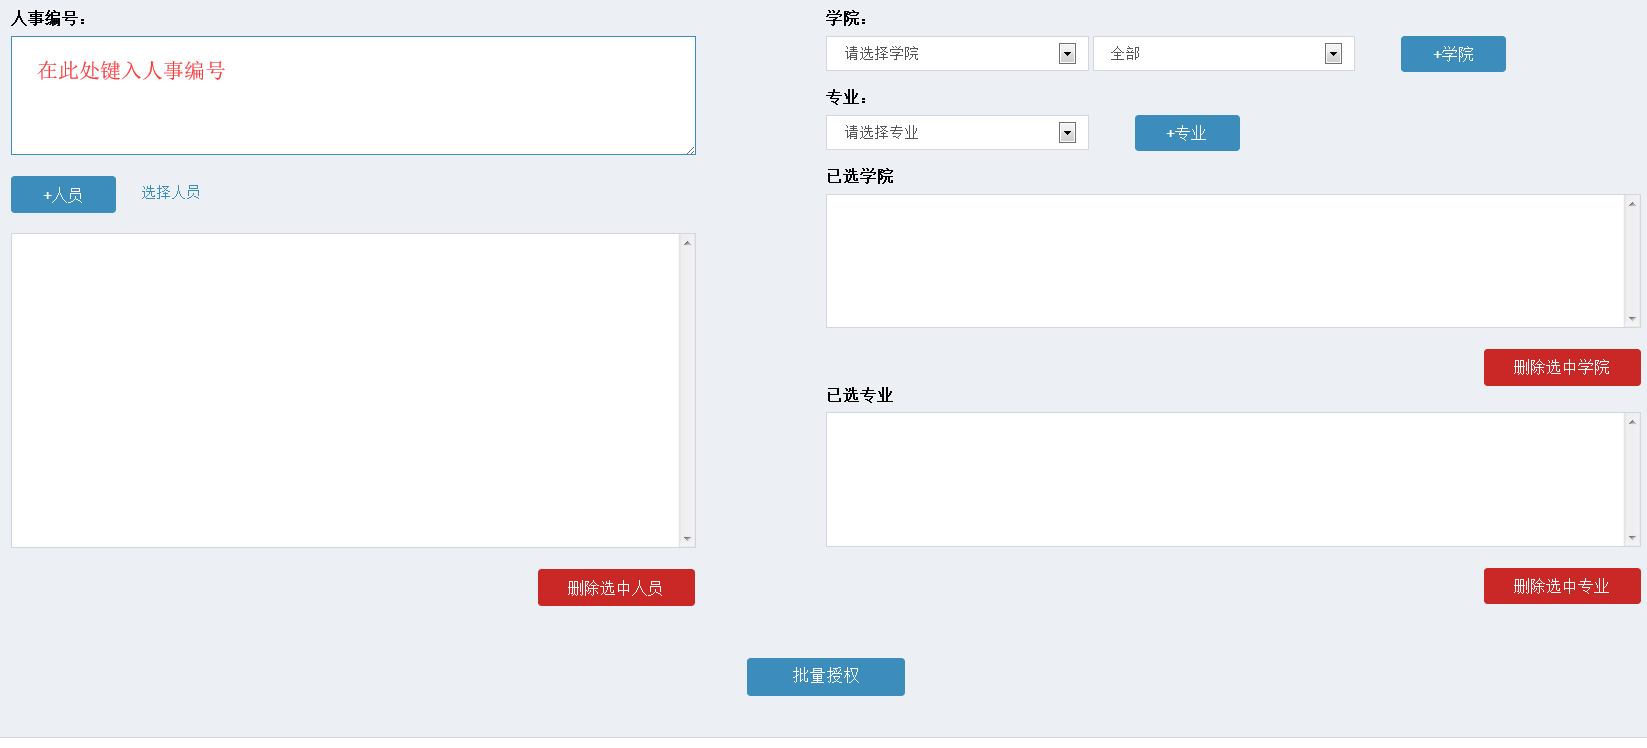 人事编号：
在此处键入人事编号
+人员
选择人员
删除选中人员
学院：
请选择学院
全部
+学院
专业：
请选择专业
+专业
已选学院
删除选中学院
已选专业
删除选中专业
批量授权